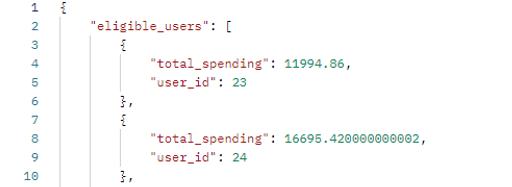 1 {
2 "eligible_users": [
3 {
4 "total_spending": 11994.86,
5 "user_id": 23
6 },
7 {
8 "total_spending": 16695.420000000002,
9 "user_id": 24
10 },